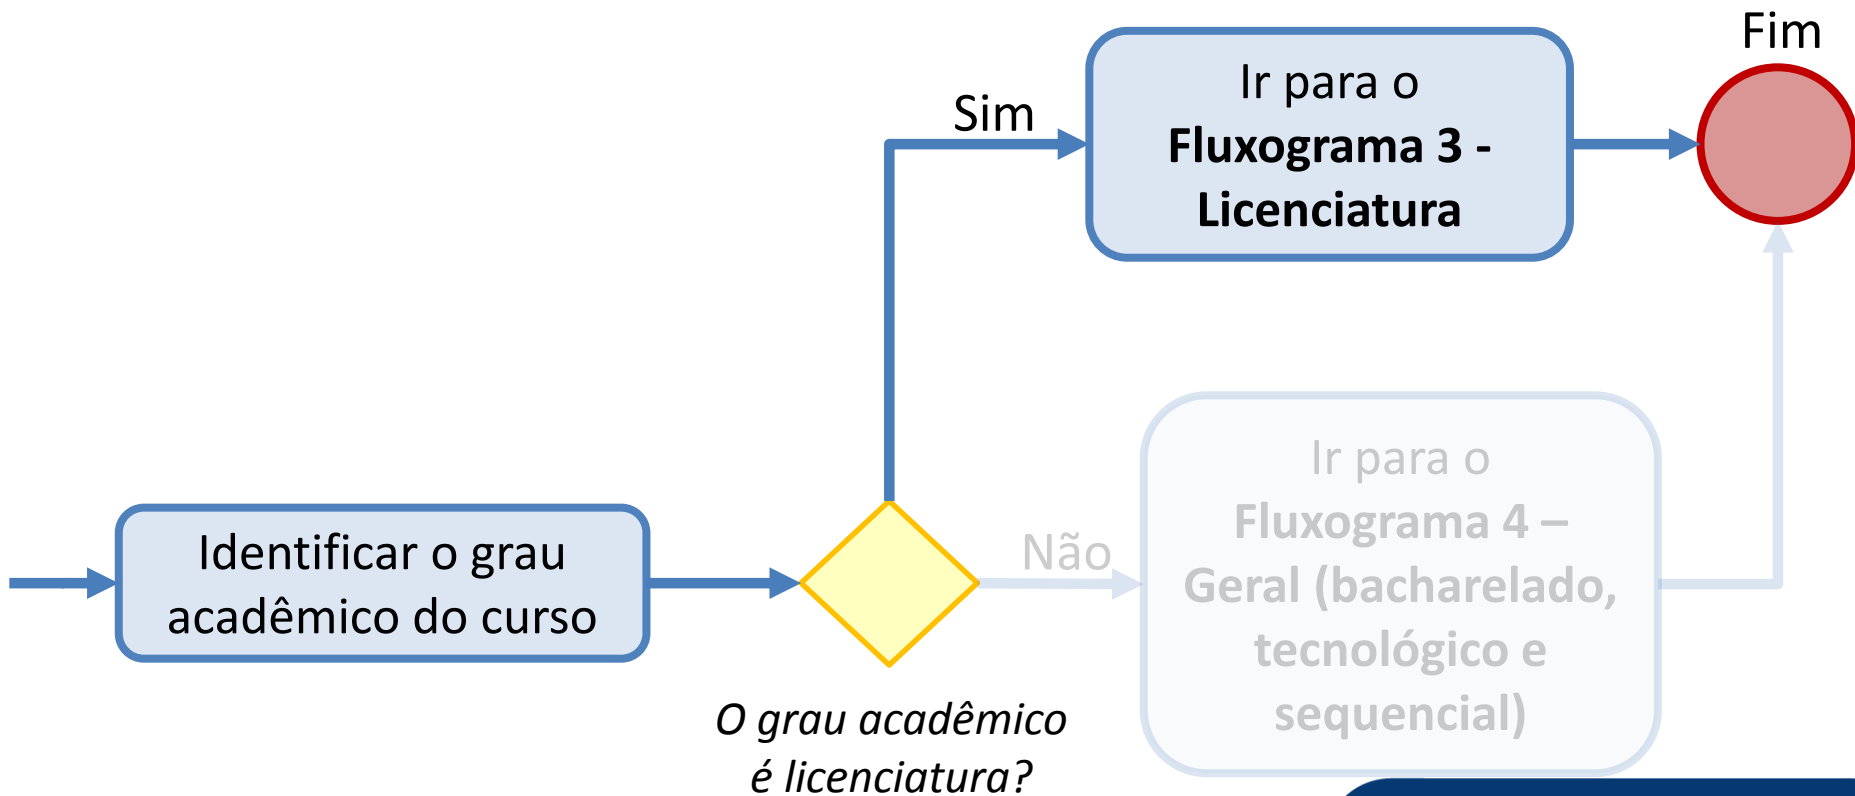 Fim
Sim
Ir para o
Fluxograma 3 -
Licenciatura
Identificar o grau
acadêmico do curso
Não
Ir para o
Fluxograma 4 –
Geral (bacharelado,
tecnológico e
sequencial)
O grau acadêmico
é licenciatura?